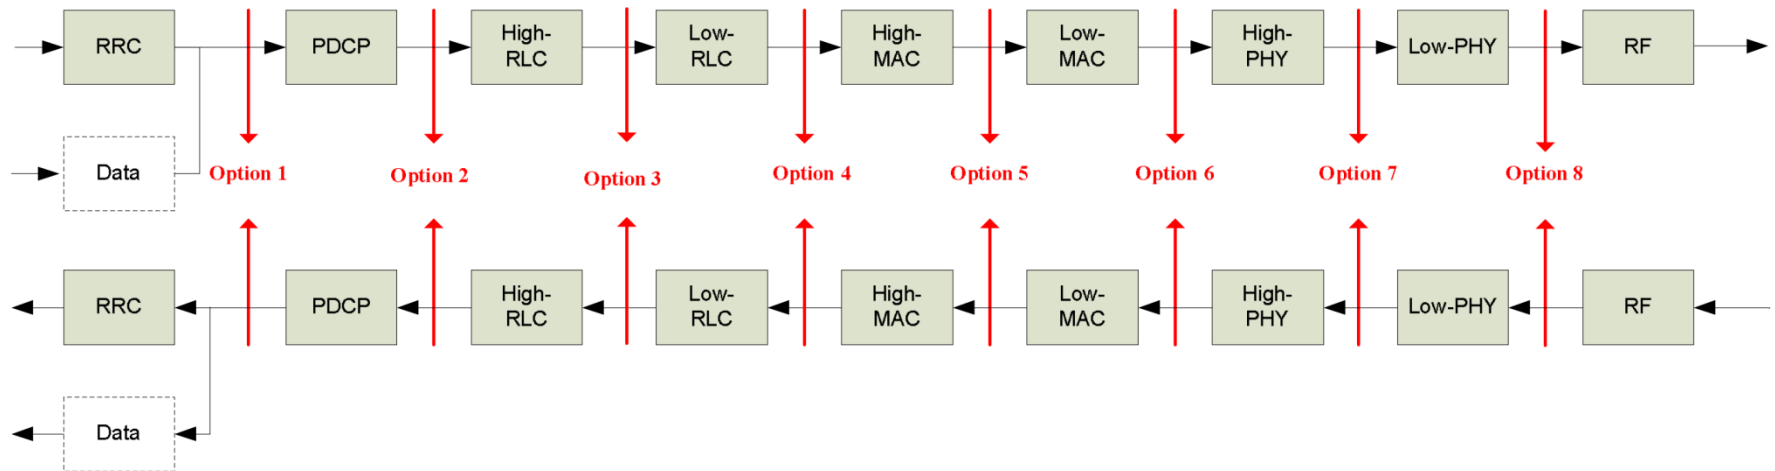 RRC
PDCP
High-
RLC
Low-
RLC
High-
MAC
Low-
MAC
High-
PHY
Low-PHY
RF
Data
Option 1
Option 2
Option 3
Option 4
Option 5
Option 6
Option 7
Option 8
RRC
PDCP
High-
RLC
Low-
RLC
High-
MAC
Low-
MAC
High-
PHY
Low-PHY
RF
Data